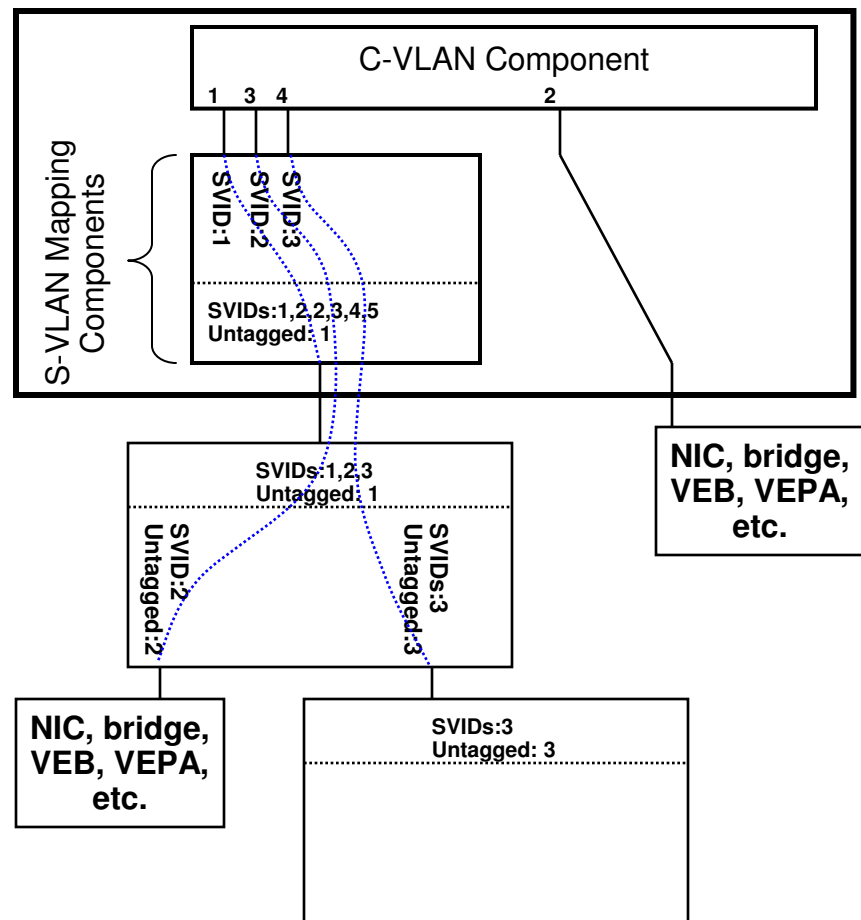 C-VLAN Component
1 3 4 2
S-VLAN Mapping
Components
SVID:1
SVID:2
SVID:3
SVIDs:1,2,2,3,4,5
Untagged: 1
NIC, bridge,
VEB, VEPA,
etc.
SVIDs:1,2,3
Untagged: 1
SVID:2
Untagged:2
SVIDs:3
Untagged:3
NIC, bridge,
VEB, VEPA,
etc.
SVIDs:3
Untagged: 3